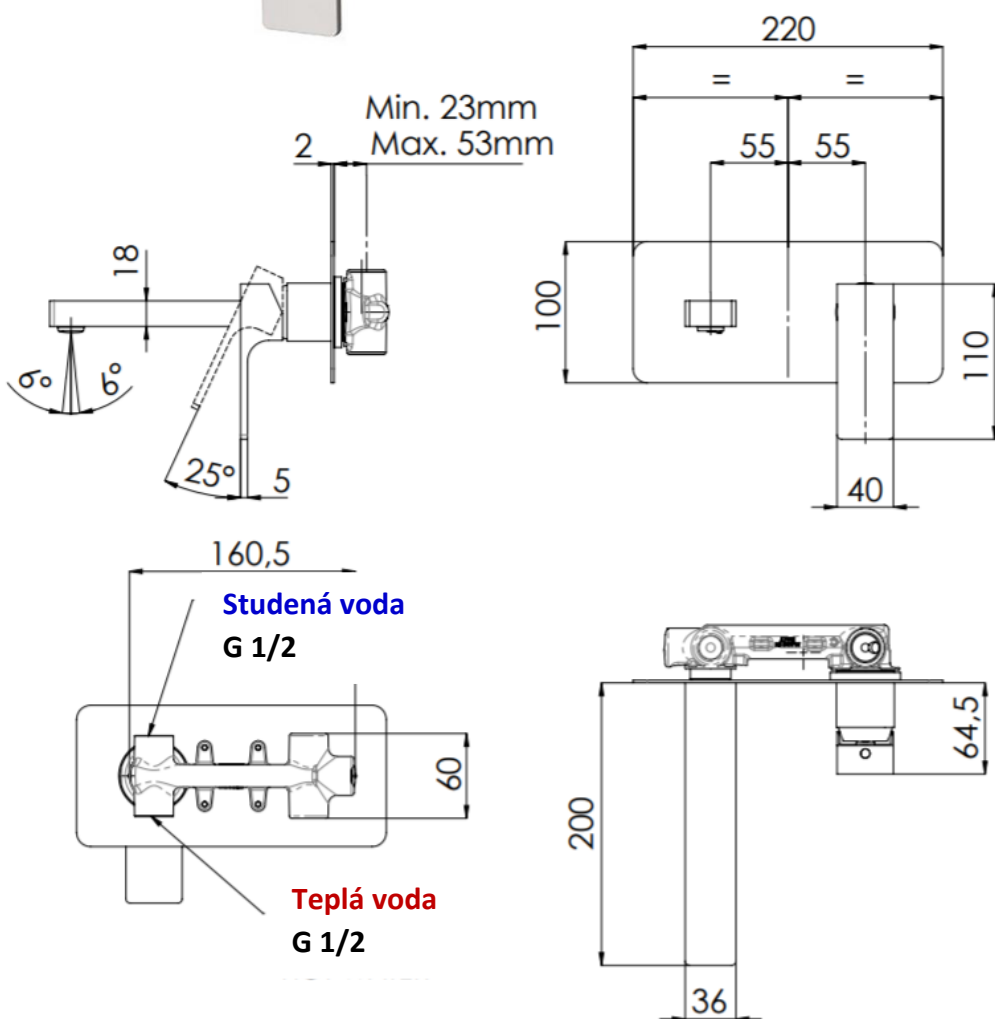 220
= =
Min. 23mm
2 Max. 53mm
55 55
18
100
110
6° 6°
25° 5
40
160,5
Studená voda
G 1/2
60
64,5
200
Teplá voda
G 1/2
36